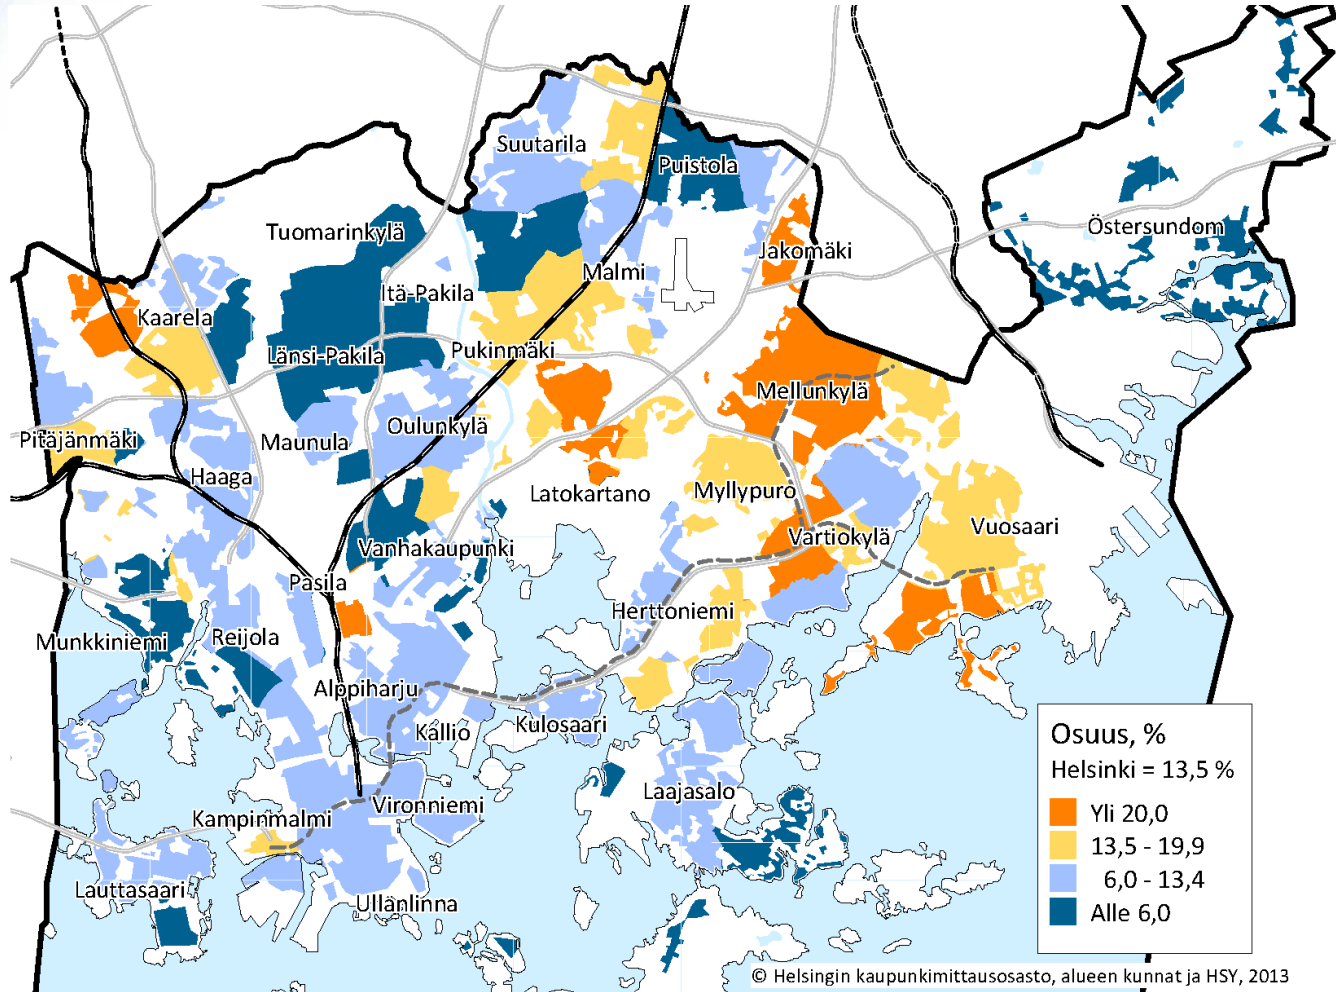 Suutarila
Puistola
Tuomarinkylä
Östersundom
Jakomäki
Malmi
Itä-Pakila
Kaarela
Länsi-Pakila
Pukinmäki
Mellunkylä
Oulunkylä
Pitäjänmäki
Maunula
Haaga
Latokartano
Myllypuro
Vuosaari
Vartiokylä
Vanhakaupunki
Pasila
Herttoniemi
Munkkiniemi
Reijola
Alppiharju
Kulosaari
Kallio
Laajasalo
Vironniemi
Kampinmalmi
Lauttasaari
Ullanlinna
Osuus, %
Helsinki = 13,5 %
Yli 20,0
13,5 - 19,9
6,0 - 13,4
Alle 6,0
© Helsingin kaupunkimittausosasto, alueen kunnat ja HSY, 2013